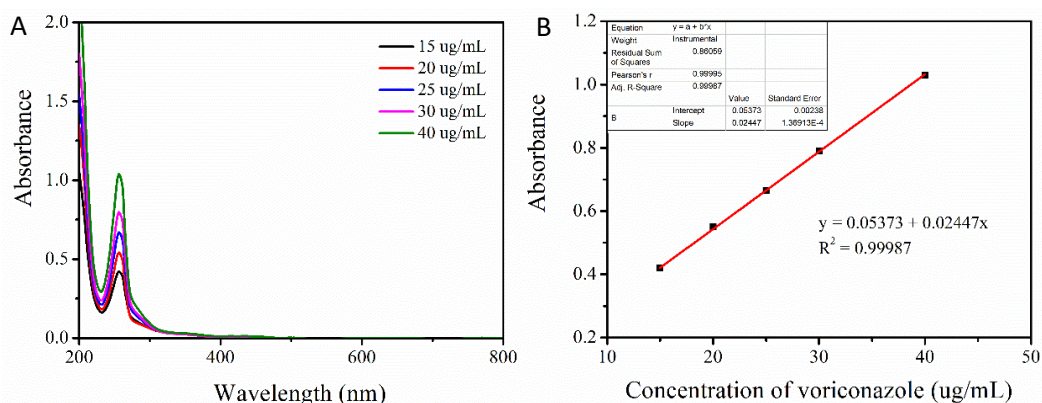 A
2.0
1.5
1.0
0.5
0.0
Absorbance
15 ug/mL
20 ug/mL
25 ug/mL
30 ug/mL
40 ug/mL
200
300
400
500
600
700
800
Wavelength (nm)
B
1.2
1.0
0.8
0.6
0.4
0.2
Absorbance
Equation y = a + b*x
Weight Instrumental
Residual Sum of Squares 0.86059
Pearson's r 0.99995
Adj. R-Square 0.99987
Value Standard Error
B Intercept 0.05373 0.00238
Slope 0.02447 1.36913E-4
y = 0.05373 + 0.02447x
R² = 0.99987
10
20
30
40
50
Concentration of voriconazole (ug/mL)